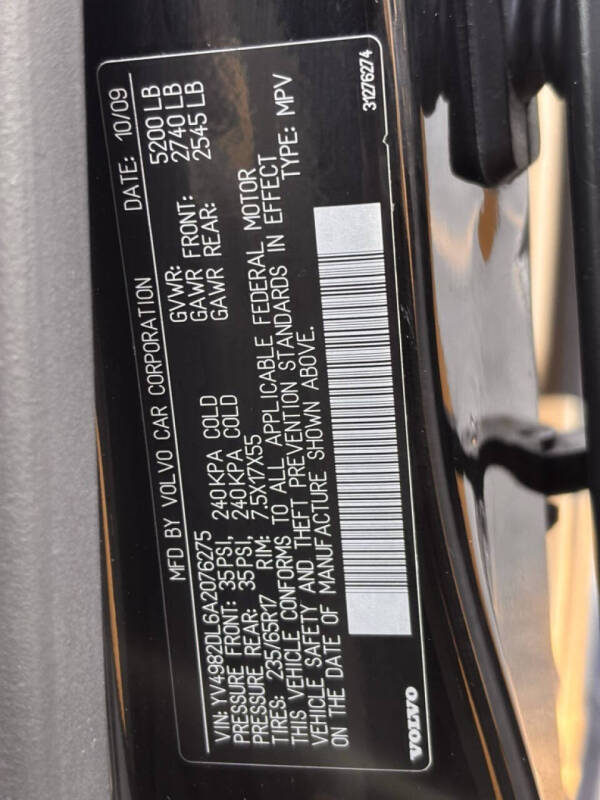 MFD BY VOLVO CAR CORPORATION DATE: 10/09
GVWR: 5200 LB
GAWR FRONT: 2740 LB
GAWR REAR: 2545 LB
VIN: YV4982DL6A2076275
PRESSURE FRONT: 35PSI, 240KPA COLD
PRESSURE REAR: 35PSI, 240KPA COLD
TIRES: 235/65R17 RIM: 7,5X17X55
THIS VEHICLE CONFORMS TO ALL APPLICABLE FEDERAL MOTOR
VEHICLE SAFETY AND THEFT PREVENTION STANDARDS IN EFFECT
ON THE DATE OF MANUFACTURE SHOWN ABOVE. TYPE: MPV
VOLVO 31276274